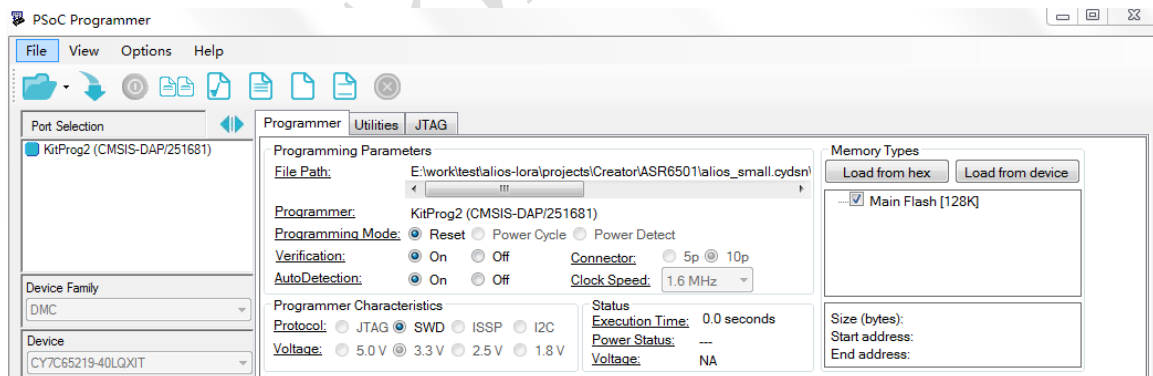 PSoC Programmer
File View Options Help
Port Selection
KitProg2 (CMSIS-DAP/251681)
Device Family
DMC
Device
CY7C65219-40LQXIT
Programmer Utilities JTAG
Programming Parameters
File Path: E:\work\test\alios-lora\projects\Creator\ASR6501\alios_small.cydsn\
Programmer: KitProg2 (CMSIS-DAP/251681)
Programming Mode: Reset Power Cycle Power Detect
Verification: On Off Connector: 5p 10p
AutoDetection: On Off Clock Speed: 1.6 MHz
Programmer Characteristics
Protocol: JTAG SWD ISSP I2C
Voltage: 5.0 V 3.3 V 2.5 V 1.8 V
Status
Execution Time: 0.0 seconds
Power Status: ---
Voltage: NA
Memory Types
Load from hex Load from device
Main Flash [128K]
Size (bytes):
Start address:
End address: